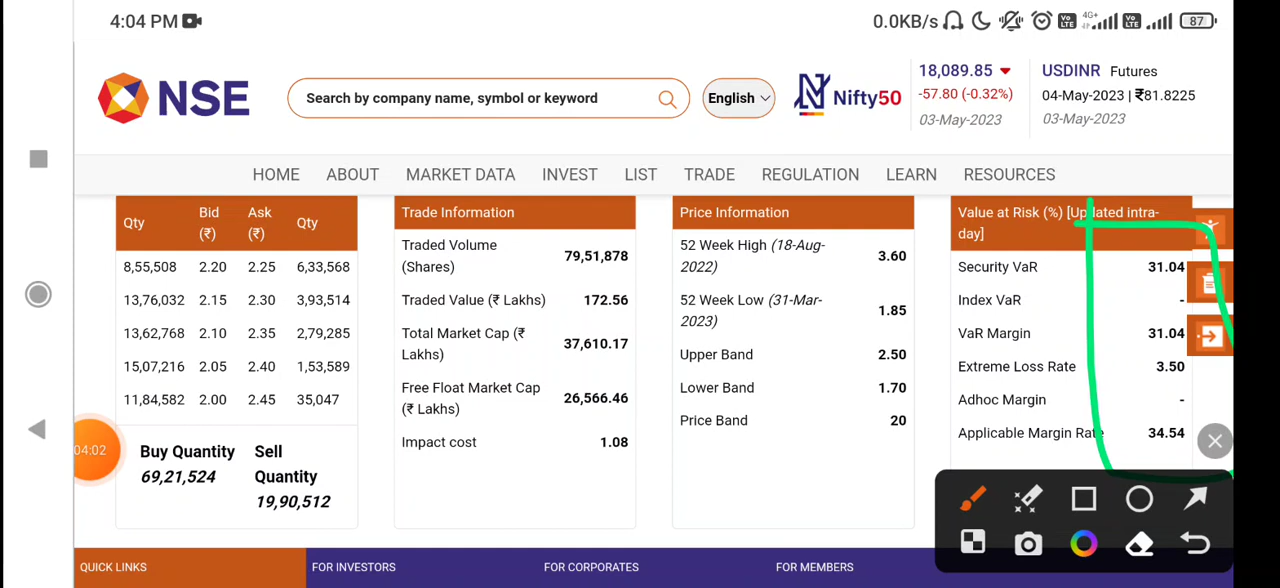 4:04 PM
0.0KB/s 4G+ Vo LTE Vo LTE 87
NSE
Search by company name, symbol or keyword
English
Nifty50
18,089.85
-57.80 (-0.32%)
03-May-2023
USDINR Futures
04-May-2023 | ₹81.8225
03-May-2023
HOME ABOUT MARKET DATA INVEST LIST TRADE REGULATION LEARN RESOURCES
Qty Bid (₹) Ask (₹) Qty
8,55,508 2.20 2.25 6,33,568
13,76,032 2.15 2.30 3,93,514
13,62,768 2.10 2.35 2,79,285
15,07,216 2.05 2.40 1,53,589
11,84,582 2.00 2.45 35,047
04:02
Buy Quantity
69,21,524
Sell
Quantity
19,90,512
Trade Information
Traded Volume
(Shares) 79,51,878
Traded Value (₹ Lakhs) 172.56
Total Market Cap (₹
Lakhs) 37,610.17
Free Float Market Cap
(₹ Lakhs) 26,566.46
Impact cost 1.08
Price Information
52 Week High (18-Aug-
2022) 3.60
52 Week Low (31-Mar-
2023) 1.85
Upper Band 2.50
Lower Band 1.70
Price Band 20
Value at Risk (%) [Updated intra-
day]
Security VaR 31.04
Index VaR -
VaR Margin 31.04
Extreme Loss Rate 3.50
Adhoc Margin -
Applicable Margin Rate 34.54
QUICK LINKS FOR INVESTORS FOR CORPORATES FOR MEMBERS